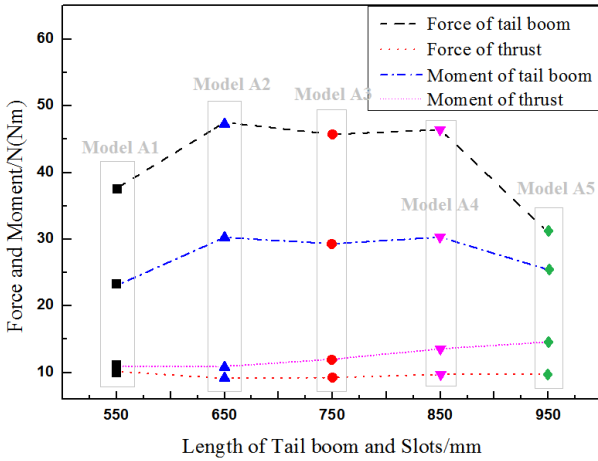 Force of tail boom
Force of thrust
Moment of tail boom
Moment of thrust
Model A1
Model A2
Model A3
Model A4
Model A5
60
50
40
30
20
10
Force and Moment/N(Nm)
550 650 750 850 950
Length of Tail boom and Slots/mm